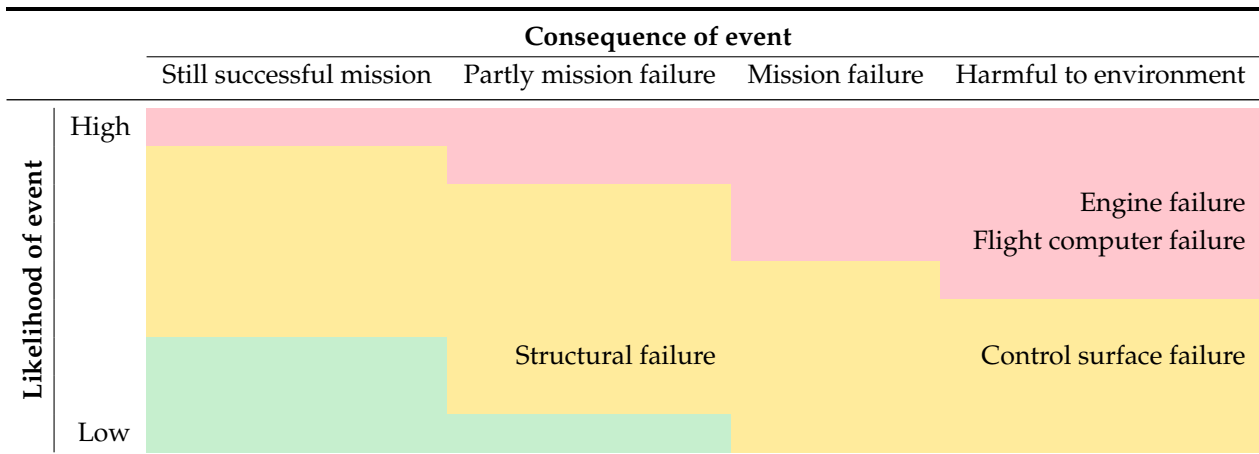 Consequence of event
Still successful mission Partly mission failure Mission failure Harmful to environment
High
Likelihood of event
Engine failure
Flight computer failure
Structural failure Control surface failure
Low